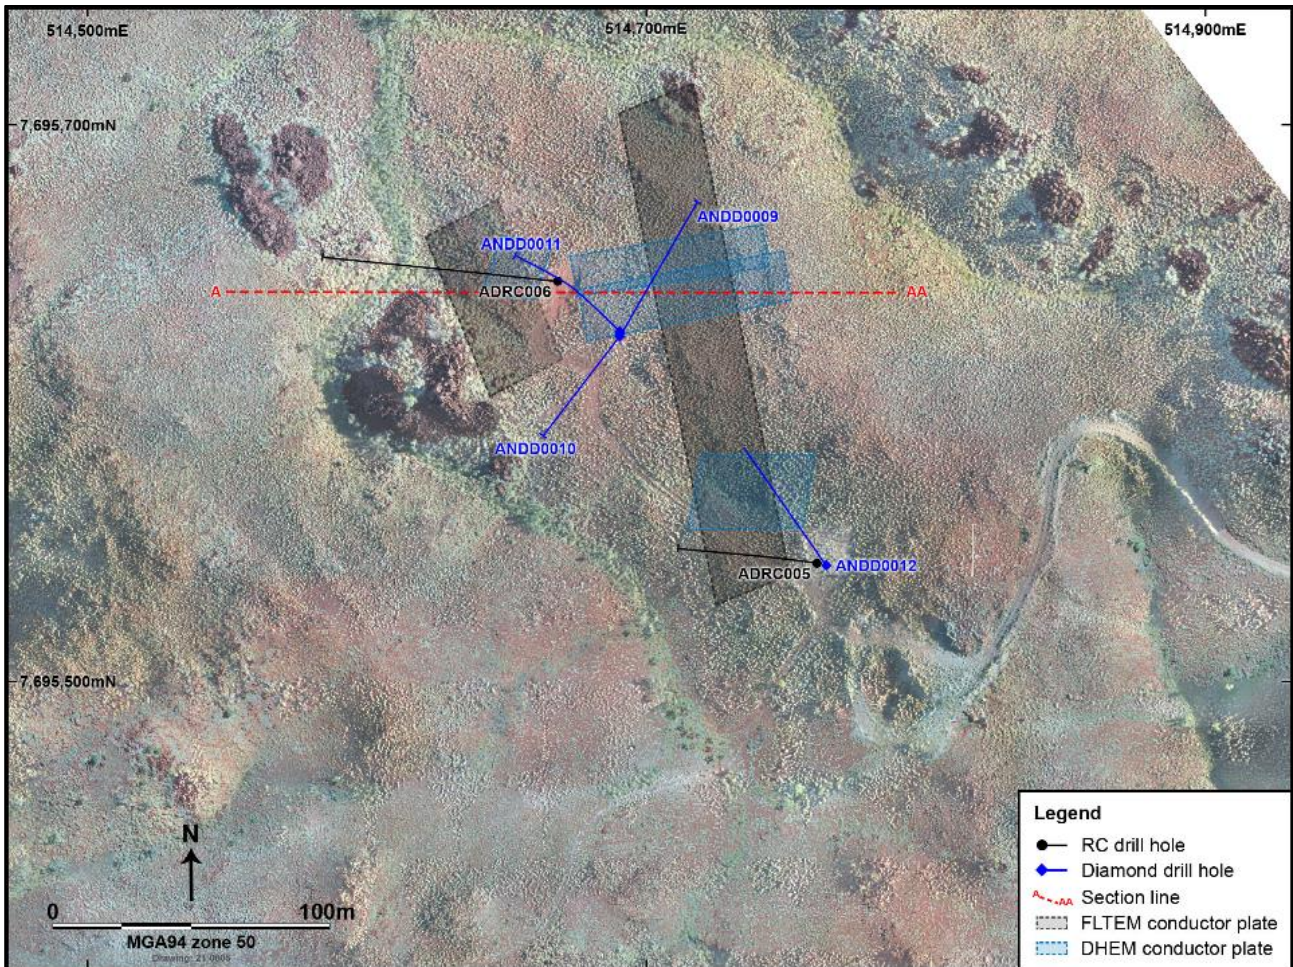 514,500mE
514,700mE
514,900mE
7,695,700mN
ANDD0009
ANDD0011
A
ADRC006
AA
ANDD0010
ADRC005
ANDD0012
7,695,500mN
N
0
100m
MGA94 zone 50
Legend
RC drill hole
Diamond drill hole
A
AA
Section line
FLTEM conductor plate
DHEM conductor plate